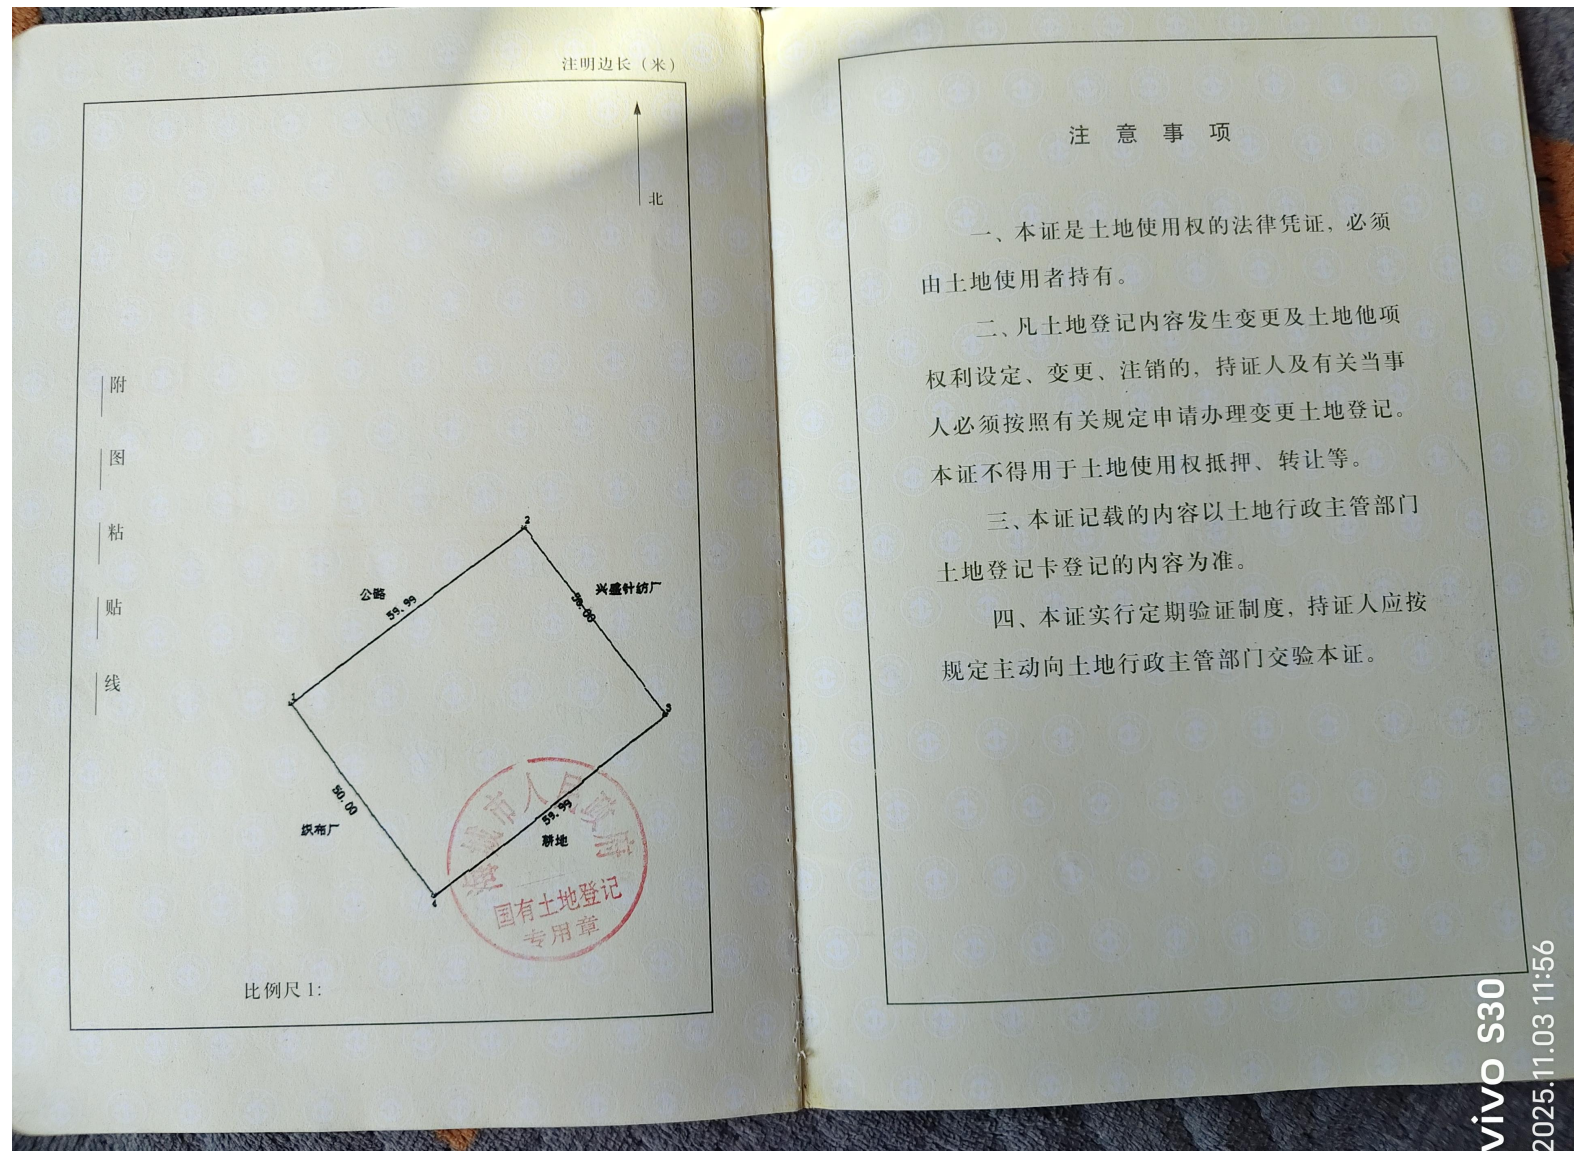 注明边长（米）
北
附
图
粘
贴
线
2
公路
59.99
兴盛针纺厂
1
3
50.00
织布厂
59.99
耕地
4
城市人民政府
国有土地登记
专用章
比例尺 1:
注意事项
一、本证是土地使用权的法律凭证，必须
由土地使用者持有。
二、凡土地登记内容发生变更及土地他项
权利设定、变更、注销的，持证人及有关当事
人必须按照有关规定申请办理变更土地登记。
本证不得用于土地使用权抵押、转让等。
三、本证记载的内容以土地行政主管部门
土地登记卡登记的内容为准。
四、本证实行定期验证制度，持证人应按
规定主动向土地行政主管部门交验本证。
vivo S30
2025.11.03 11:56